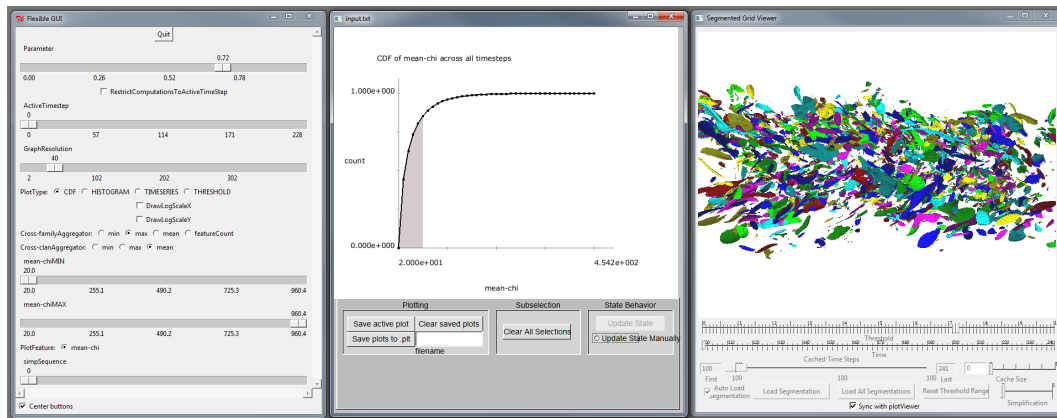 Flexible GUI
Quit
Parameter
0.72
0.00 0.26 0.52 0.78
RestrictComputationsToActiveTimeStep
ActiveTimestep
0
0 57 114 171 228
GraphResolution
40
2 102 202 302
PlotType: CDF HISTOGRAM TIMESERIES THRESHOLD
DrawLogScaleX
DrawLogScaleY
Cross-familyAggregator: min max mean featureCount
Cross-clanAggregator: min max mean
mean-chiMIN
20.0
20.0 255.1 490.2 725.3 960.4
mean-chiMAX
960.4
20.0 255.1 490.2 725.3 960.4
PlotFeature: mean-chi
simpSequence
0
Center buttons
input.txt
CDF of mean-chi across all timesteps
1.000e+000
count
0.000e+000
2.000e+001 4.542e+002
mean-chi
Plotting Subselection State Behavior
Save active plot Clear saved plots Clear All Selections Update State
Save plots to .plt Update State Manually
filename
Segmented Grid Viewer
Threshold
Time
Cached Time Steps
100 241 0
First 100 100 100 Last Cache Size
Auto Load Segmentation Load Segmentation Load All Segmentations Reset Threshold Range
Simplification
Sync with plotViewer